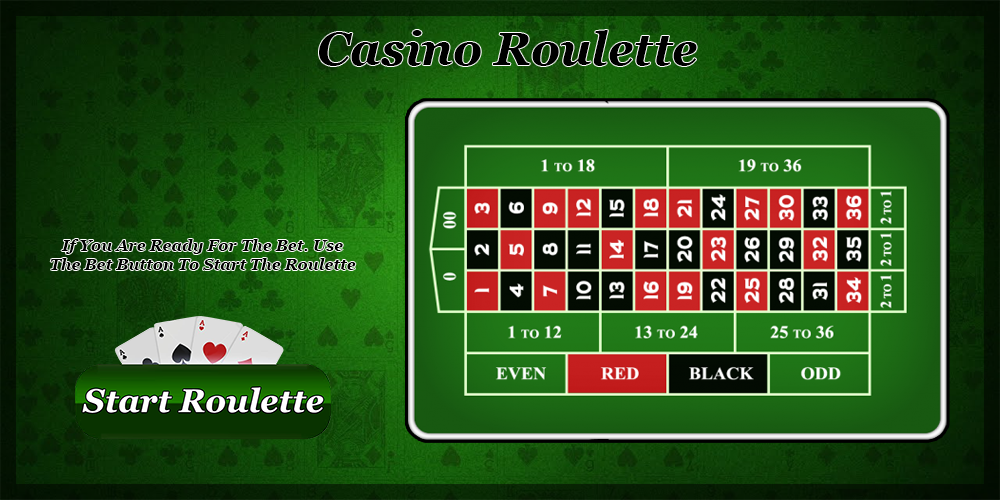 Casino Roulette
If You Are Ready For The Bet. Use
The Bet Button To Start The Roulette
A A A A
Start Roulette
1 TO 18 19 TO 36
00 3 6 9 12 15 18 21 24 27 30 33 36 2 to 1
2 5 8 11 14 17 20 23 26 29 32 35 2 to 1
0 1 4 7 10 13 16 19 22 25 28 31 34 2 to 1
1 TO 12 13 TO 24 25 TO 36
EVEN RED BLACK ODD